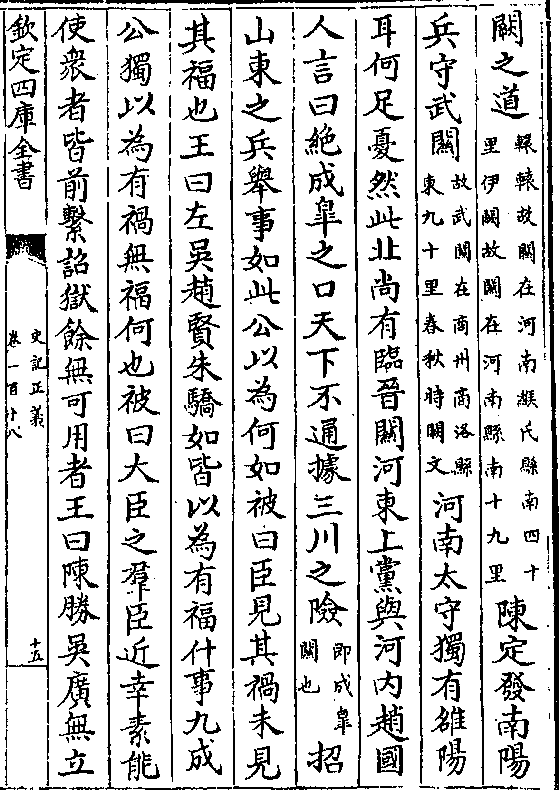 闕之道轘轅故關在河南緱氏縣南四十里伊闕故關在河南縣南十九里陳定發南陽
兵守武關故武關在商州商洛縣東九十里春秋時闕文河南太守獨有雒陽
耳何足憂然此北尚有臨晉關河東上黨與河内趙國
人言曰絶成臯之口天下不通據三川之險即成臯關也招
山東之兵舉事如此公以為何如被曰臣見其禍未見
其福也王曰左吳趙賢朱驕如皆以為有福什事九成
公獨以為有禍無福何也被曰大臣之羣臣近幸素能
使衆者皆前繫詔獄餘無可用者王曰陳勝吳廣無立
欽定四庫全書
史記正義
卷一百十八
十五